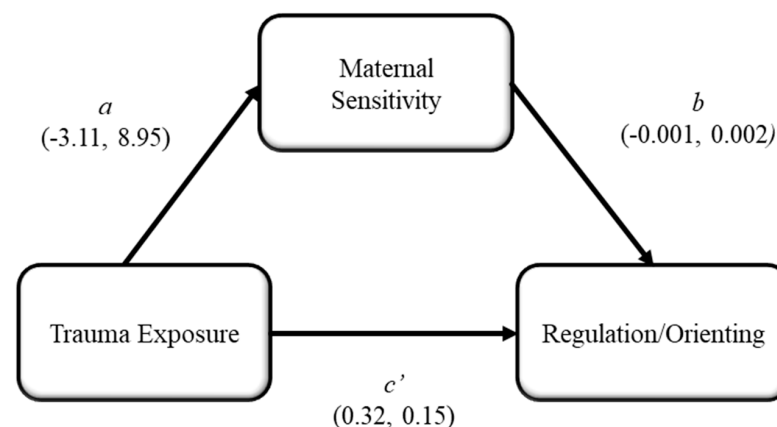 Maternal
Sensitivity
a
(-3.11, 8.95)
b
(-0.001, 0.002)
Trauma Exposure
Regulation/Orienting
c’
(0.32, 0.15)